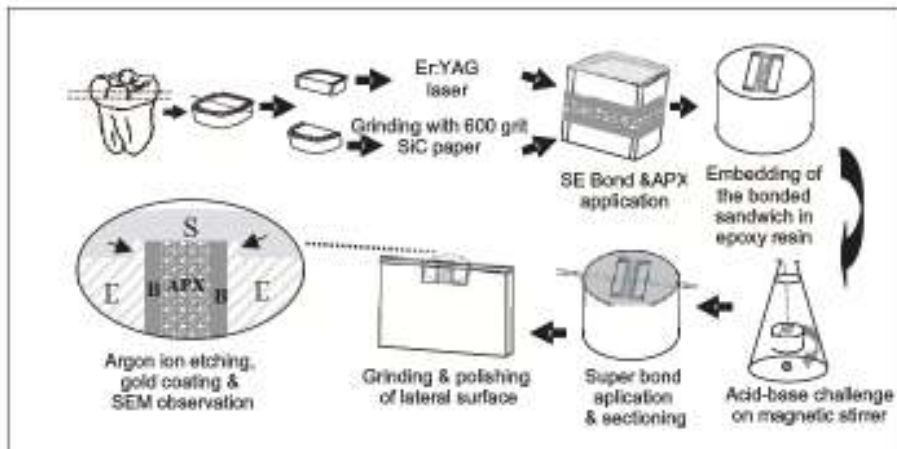 Er:YAG
laser
Grinding with 600 grit
SiC paper
SE Bond &APX
application
Embedding of
the bonded
sandwich in
epoxy resin
S
E
B
APX
B
E
Argon ion etching,
gold coating &
SEM observation
Grinding & polishing
of lateral surface
Super bond
aplication
& sectioning
Acid-base challenge
on magnetic stirrer